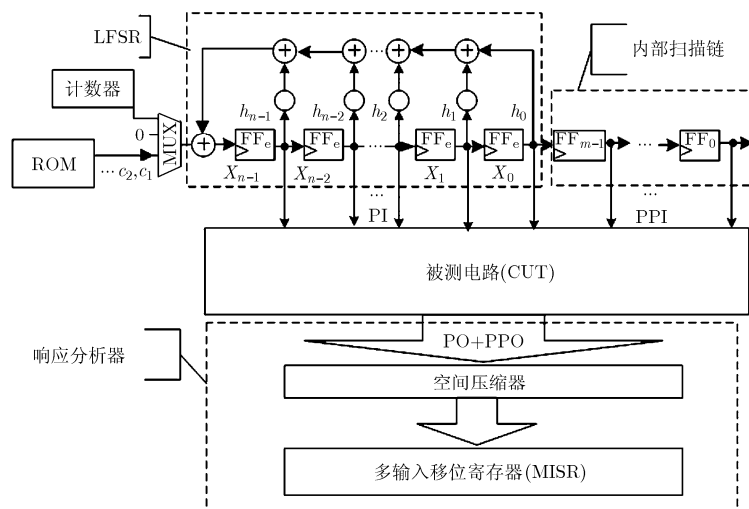 LFSR
内部扫描链
计数器
0
MUX
ROM
… c₂, c₁
hₙ₋₁ hₙ₋₂ … h₂ h₁ h₀
FFₑ FFₑ … FFₑ FFₑ FFₘ₋₁ … FF₀
Xₙ₋₁ Xₙ₋₂ X₁ X₀
… PI
… PPI
被测电路(CUT)
响应分析器
PO+PPO
空间压缩器
多输入移位寄存器(MISR)